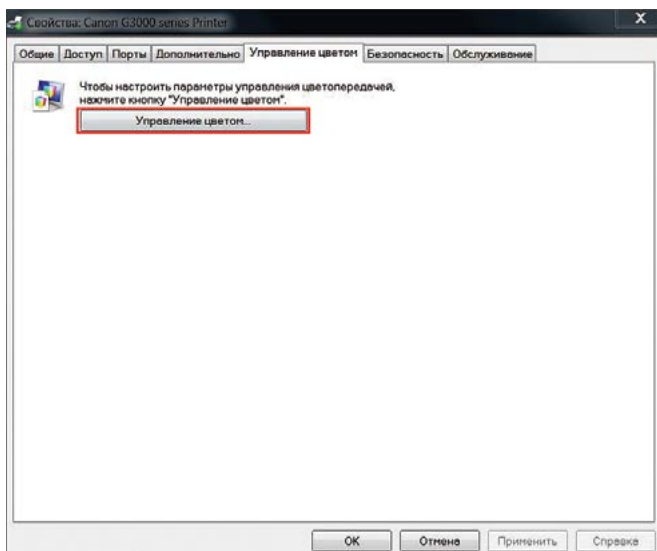 Свойства: Canon G3000 series Printer
X
Общие Доступ Порты Дополнительно Управление цветом Безопасность Обслуживание
Чтобы настроить параметры управления цветопередачей,
нажмите кнопку "Управление цветом".
Управление цветом...
ОК Отмена Применить Справка